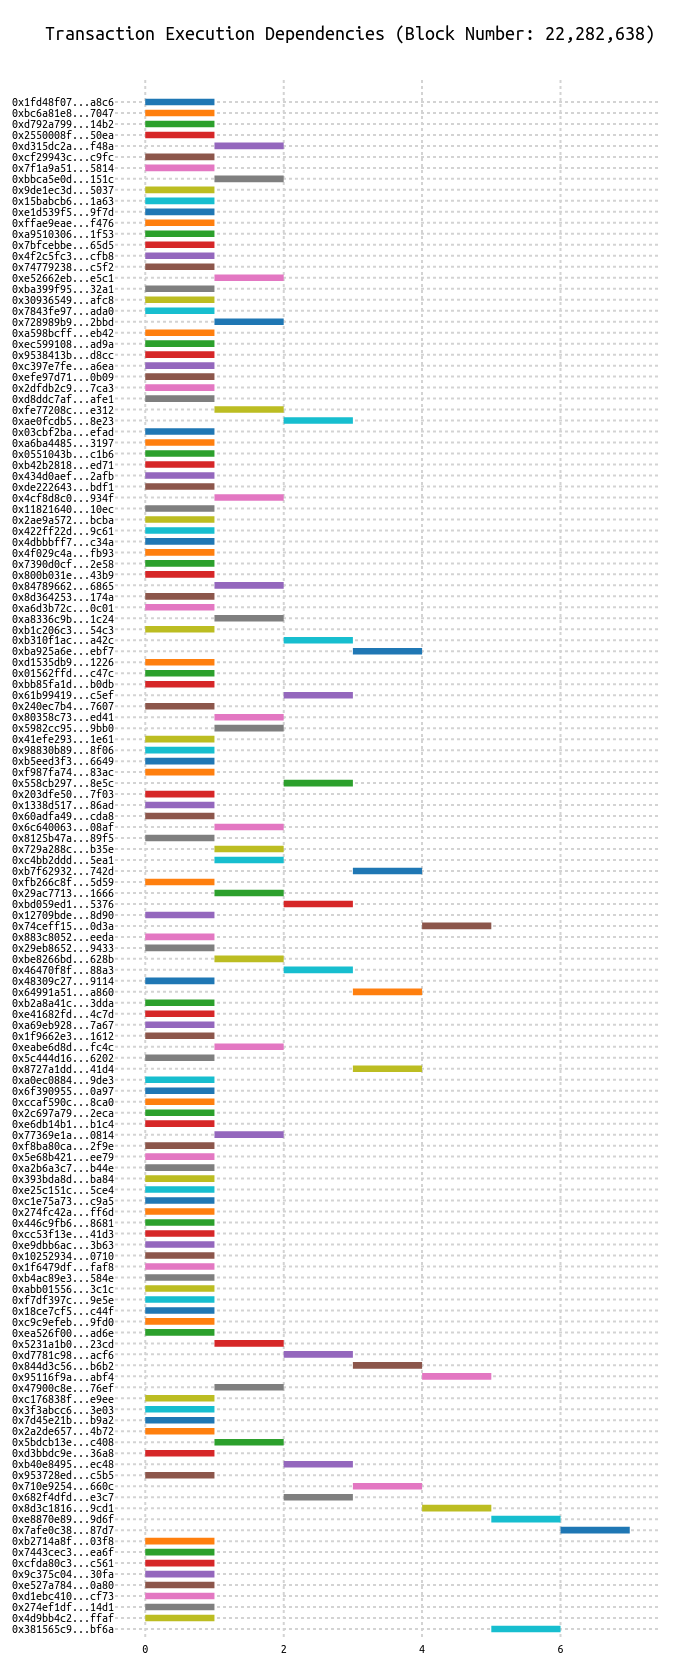 Transaction Execution Dependencies (Block Number: 22,282,638)
0x1fd48f07...a8c6
0xbc6a81e8...7047
0xd792a799...14b2
0x2550008f...50ea
0xd315dc2a...f48a
0xcf29943c...c9fc
0x7f1a9a51...5814
0xbbca5e0d...151c
0x9de1ec3d...5037
0x15babcb6...1a63
0xe1d539f5...9f7d
0xffae9eae...f476
0xa9510306...1f53
0x7bfcebbe...65d5
0x4f2c5fc3...cfb8
0x74779238...c5f2
0xe52662eb...e5c1
0xba399f95...32a1
0x30936549...afc8
0x7843fe97...ada0
0x728989b9...2bbd
0xa598bcff...eb42
0xec599108...ad9a
0x9538413b...d8cc
0xc397e7fe...a6ea
0xefe97d71...0b09
0x2dfdb2c9...7ca3
0xd8ddc7af...afe1
0xfe77208c...e312
0xae0fcdb5...8e23
0x03cbf2ba...efad
0xa6ba4485...3197
0x0551043b...c1b6
0xb42b2818...ed71
0x434d0aef...2afb
0xde222643...bdf1
0x4cf8d8c0...934f
0x11821640...10ec
0x2ae9a572...bcba
0x422ff22d...9c61
0x4dbbbff7...c34a
0x4f029c4a...fb93
0x7390d0cf...2e58
0x800b031e...43b9
0x84789662...6865
0x8d364253...174a
0xa6d3b72c...0c01
0xa8336c9b...1c24
0xb1c206c3...54c3
0xb310f1ac...a42c
0xba925a6e...ebf7
0xd1535db9...1226
0x01562ffd...c47c
0xbb85fa1d...b0db
0x61b99419...c5ef
0x240ec7b4...7607
0x80358c73...ed41
0x5982cc95...9bb0
0x41efe293...1e61
0x98830b89...8f06
0xb5eed3f3...6649
0xf987fa74...83ac
0x558cb297...8e5c
0x203dfe50...7f03
0x1338d517...86ad
0x60adfa49...cda8
0x6c640063...08af
0x8125b47a...89f5
0x729a288c...b35e
0xc4bb2ddd...5ea1
0xb7f62932...742d
0xfb266c8f...5d59
0x29ac7713...1666
0xbd059ed1...5376
0x12709bde...8d90
0x74ceff15...0d3a
0x883c8052...eeda
0x29eb8652...9433
0xbe8266bd...628b
0x46470f8f...88a3
0x48309c27...9114
0x64991a51...a860
0xb2a8a41c...3dda
0xe41682fd...4c7d
0xa69eb928...7a67
0x1f9662e3...1612
0xeabe6d8d...fc4c
0x5c444d16...6202
0x8727a1dd...41d4
0xa0ec0884...9de3
0x6f390955...0a97
0xccaf590c...8ca0
0x2c697a79...2eca
0xe6db14b1...b1c4
0x77369e1a...0814
0xf8ba80ca...2f9e
0x5e68b421...ee79
0xa2b6a3c7...b44e
0x393bda8d...ba84
0xe25c151c...5ce4
0xc1e75a73...c9a5
0x274fc42a...ff6d
0x446c9fb6...8681
0xcc53f13e...41d3
0xe9dbb6ac...3b63
0x10252934...0710
0x1f6479df...faf8
0xb4ac89e3...584e
0xabb01556...3c1c
0xf7df397c...9e5e
0x18ce7cf5...c44f
0xc9c9efeb...9fd0
0xea526f00...ad6e
0x5231a1b0...23cd
0xd7781c98...acf6
0x844d3c56...b6b2
0x95116f9a...abf4
0x47900c8e...76ef
0xc176838f...e9ee
0x3f3abcc6...3e03
0x7d45e21b...b9a2
0x2a2de657...4b72
0x5bdcb13e...c408
0xd3bbdc9e...36a8
0xb40e8495...ec48
0x953728ed...c5b5
0x710e9254...660c
0x682f4dfd...e3c7
0x8d3c1816...9cd1
0xe8870e89...9d6f
0x7afe0c38...87d7
0xb2714a8f...03f8
0x7443cec3...ea6f
0xcfda80c3...c561
0x9c375c04...30fa
0xe527a784...0a80
0xd1ebc410...cf73
0x274ef1df...14d1
0x4d9bb4c2...ffaf
0x381565c9...bf6a
0 2 4 6